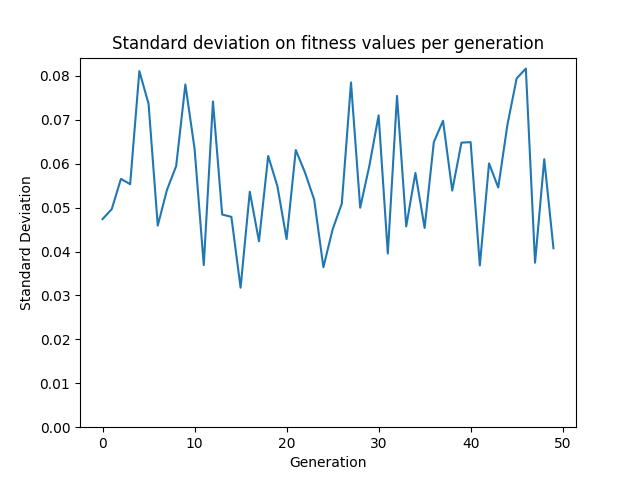 Standard deviation on fitness values per generation
0.08
0.07
0.06
0.05
0.04
0.03
0.02
0.01
0.00
Standard Deviation
0 10 20 30 40 50
Generation